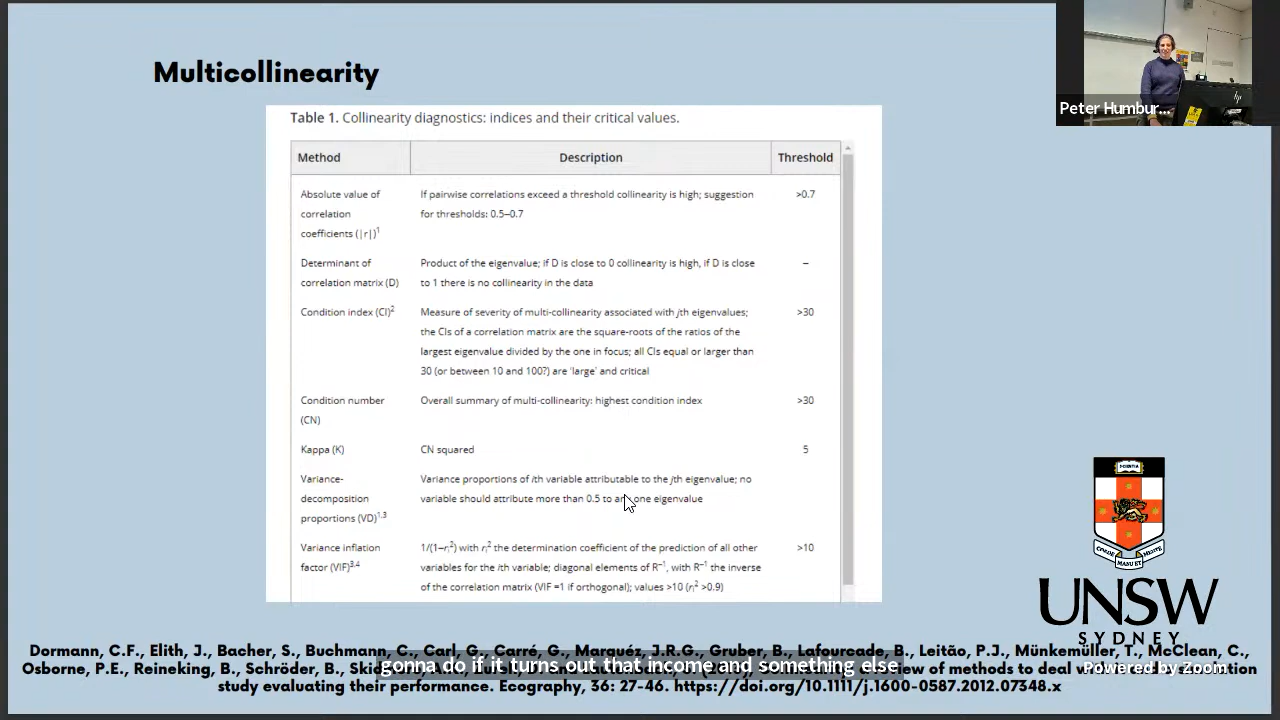 Multicollinearity
Peter Humbur...
Table 1. Collinearity diagnostics: indices and their critical values.
Method Description Threshold
Absolute value of If pairwise correlations exceed a threshold collinearity is high; suggestion >0.7
correlation for thresholds: 0.5–0.7
coefficients (|r|)1
Determinant of Product of the eigenvalue; if D is close to 0 collinearity is high, if D is close –
correlation matrix (D) to 1 there is no collinearity in the data
Condition index (CI)2 Measure of severity of multi-collinearity associated with jth eigenvalues; >30
the CIs of a correlation matrix are the square-roots of the ratios of the
largest eigenvalue divided by the one in focus; all CIs equal or larger than
30 (or between 10 and 100?) are 'large' and critical
Condition number Overall summary of multi-collinearity: highest condition index >30
(CN)
Kappa (K) CN squared 5
Variance- Variance proportions of ith variable attributable to the jth eigenvalue; no
decomposition variable should attribute more than 0.5 to any one eigenvalue
proportions (VD)1,3
Variance inflation 1/(1−ri2) with ri2 the determination coefficient of the prediction of all other >10
factor (VIF)3,4 variables for the ith variable; diagonal elements of R−1, with R−1 the inverse
of the correlation matrix (VIF =1 if orthogonal); values >10 (ri2 >0.9)
SCIENTIA
MANU ET
UNSW
SYDNEY
Dormann, C.F., Elith, J., Bacher, S., Buchmann, C., Carl, G., Carré, G., Marquéz, J.R.G., Gruber, B., Lafourcade, B., Leitão, P.J., Münkemüller, T., McClean, C.,
Osborne, P.E., Reineking, B., Schröder, B.,
gonna do if it turns out that income and something else
Powered by Zoom
study evaluating their performance. Ecography, 36: 27-46. https://doi.org/10.1111/j.1600-0587.2012.07348.x